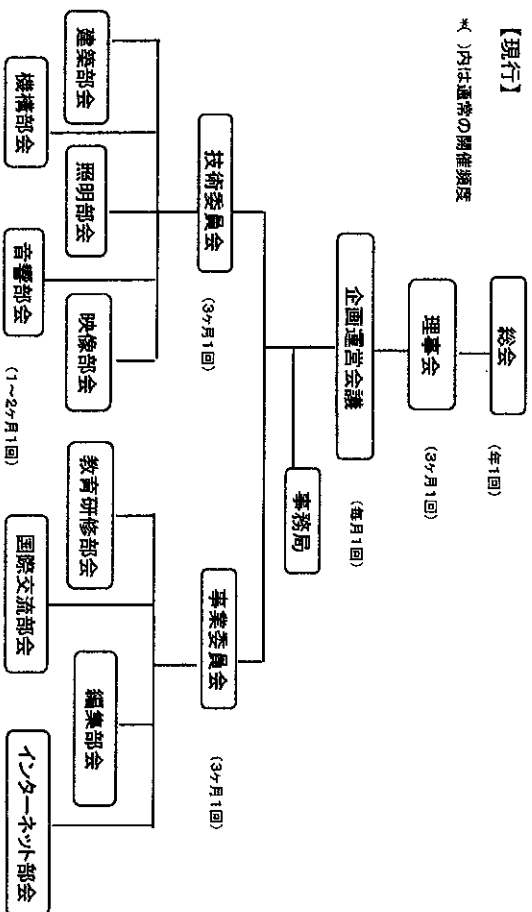 【現行】
*( )内は通常の開催頻度
総会
(年1回)
理事会
(3ヶ月1回)
企画運営会議
(毎月1回)
事務局
技術委員会
(3ヶ月1回)
事業委員会
(3ヶ月1回)
建築部会
照明部会
映像部会
機構部会
音響部会
(1～2ヶ月1回)
教育研修部会
編集部会
国際交流部会
インターネット部会